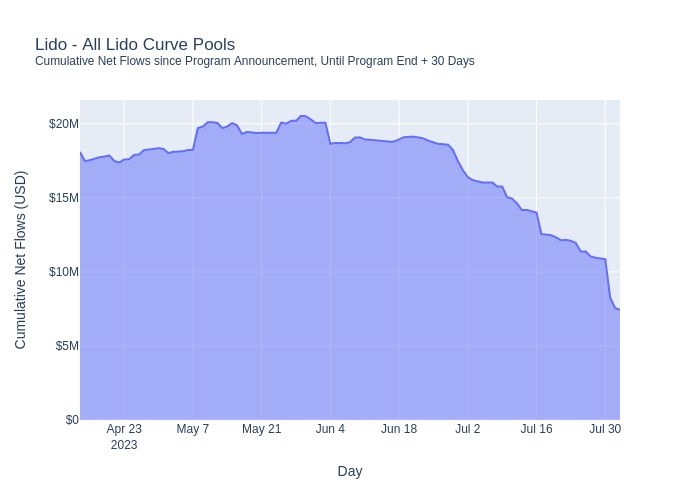 Lido - All Lido Curve Pools
Cumulative Net Flows since Program Announcement, Until Program End + 30 Days
Cumulative Net Flows (USD)
$20M
$15M
$10M
$5M
$0
Apr 23
2023
May 7
May 21
Jun 4
Jun 18
Jul 2
Jul 16
Jul 30
Day